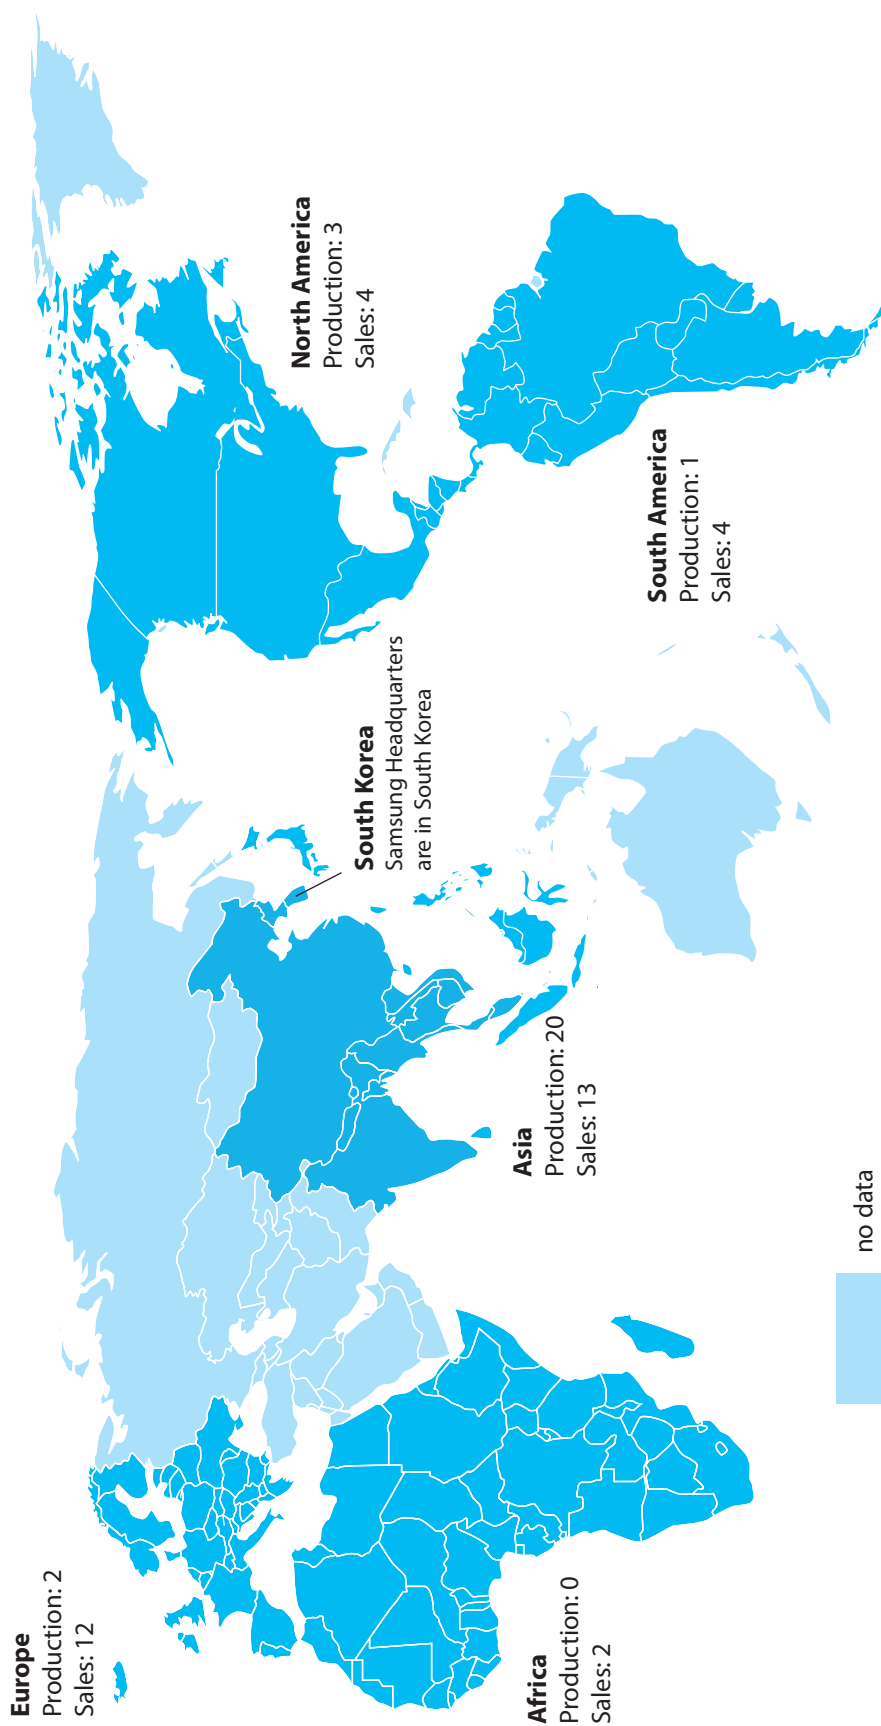 Europe
Production: 2
Sales: 12
North America
Production: 3
Sales: 4
South Korea
Samsung Headquarters
are in South Korea
Asia
Production: 20
Sales: 13
Africa
Production: 0
Sales: 2
South America
Production: 1
Sales: 4
no data